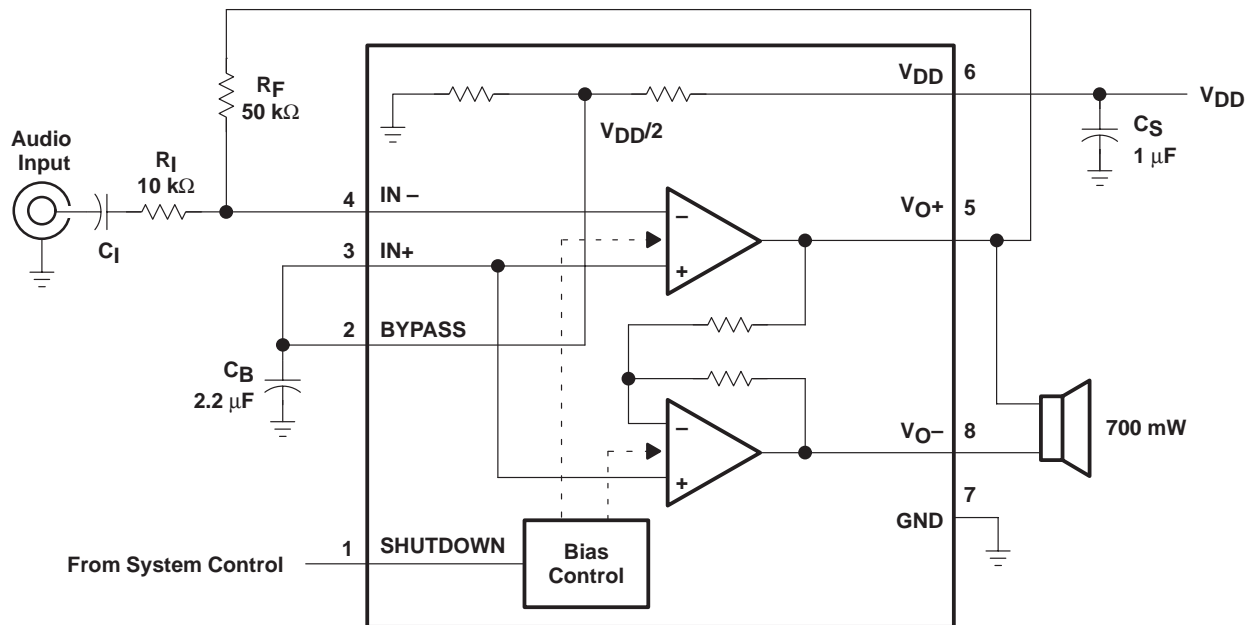 RF
50 kΩ
VDD
6
VDD
VDD/2
CS
1 μF
Audio
Input
RI
10 kΩ
CI
4
IN –
VO+
5
–
+
3
IN+
2
BYPASS
CB
2.2 μF
–
+
VO–
8
700 mW
7
GND
1
SHUTDOWN
From System Control
Bias
Control